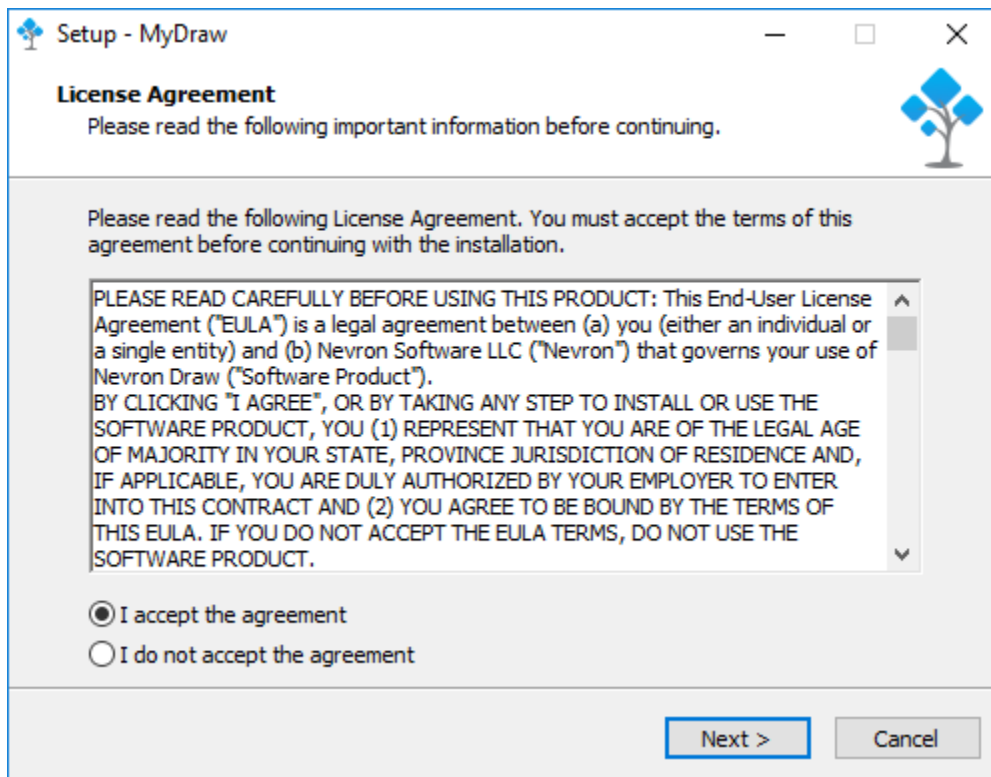 Setup - MyDraw
License Agreement
Please read the following important information before continuing.
Please read the following License Agreement. You must accept the terms of this
agreement before continuing with the installation.
PLEASE READ CAREFULLY BEFORE USING THIS PRODUCT: This End-User License
Agreement ("EULA") is a legal agreement between (a) you (either an individual or
a single entity) and (b) Nevron Software LLC ("Nevron") that governs your use of
Nevron Draw ("Software Product").
BY CLICKING "I AGREE", OR BY TAKING ANY STEP TO INSTALL OR USE THE
SOFTWARE PRODUCT, YOU (1) REPRESENT THAT YOU ARE OF THE LEGAL AGE
OF MAJORITY IN YOUR STATE, PROVINCE JURISDICTION OF RESIDENCE AND,
IF APPLICABLE, YOU ARE DULY AUTHORIZED BY YOUR EMPLOYER TO ENTER
INTO THIS CONTRACT AND (2) YOU AGREE TO BE BOUND BY THE TERMS OF
THIS EULA. IF YOU DO NOT ACCEPT THE EULA TERMS, DO NOT USE THE
SOFTWARE PRODUCT.
I accept the agreement
I do not accept the agreement
Next >
Cancel